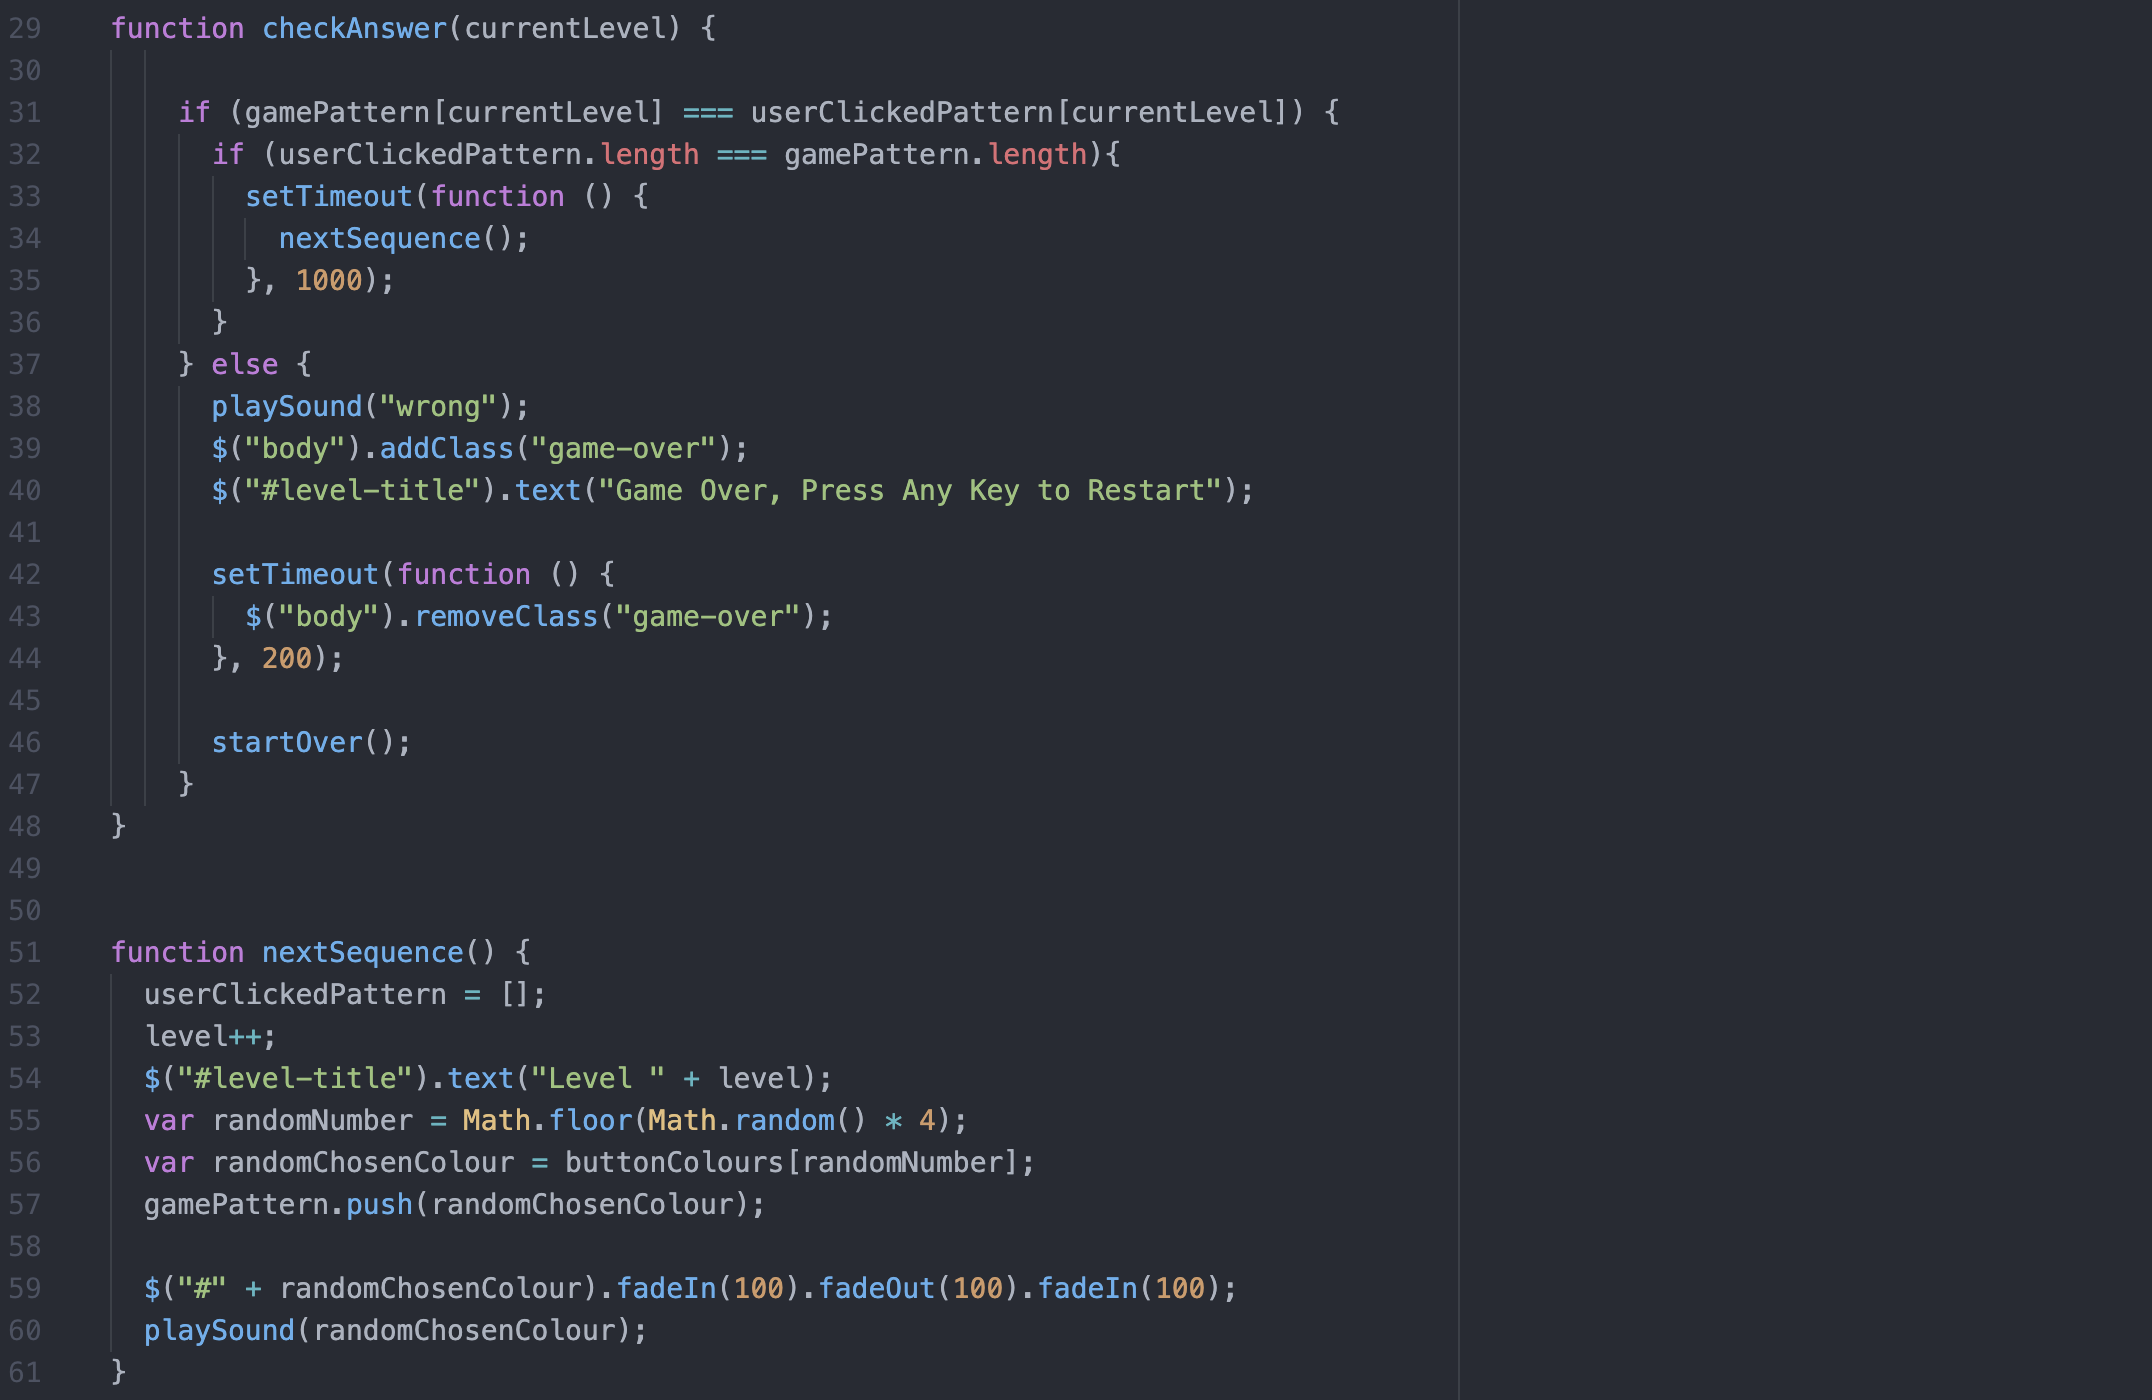 29 function checkAnswer(currentLevel) {
30
31 if (gamePattern[currentLevel] === userClickedPattern[currentLevel]) {
32 if (userClickedPattern.length === gamePattern.length){
33 setTimeout(function () {
34 nextSequence();
35 }, 1000);
36 }
37 } else {
38 playSound("wrong");
39 $("body").addClass("game-over");
40 $("#level-title").text("Game Over, Press Any Key to Restart");
41
42 setTimeout(function () {
43 $("body").removeClass("game-over");
44 }, 200);
45
46 startOver();
47 }
48 }
49
50
51 function nextSequence() {
52 userClickedPattern = [];
53 level++;
54 $("#level-title").text("Level " + level);
55 var randomNumber = Math.floor(Math.random() * 4);
56 var randomChosenColour = buttonColours[randomNumber];
57 gamePattern.push(randomChosenColour);
58
59 $("#" + randomChosenColour).fadeIn(100).fadeOut(100).fadeIn(100);
60 playSound(randomChosenColour);
61 }